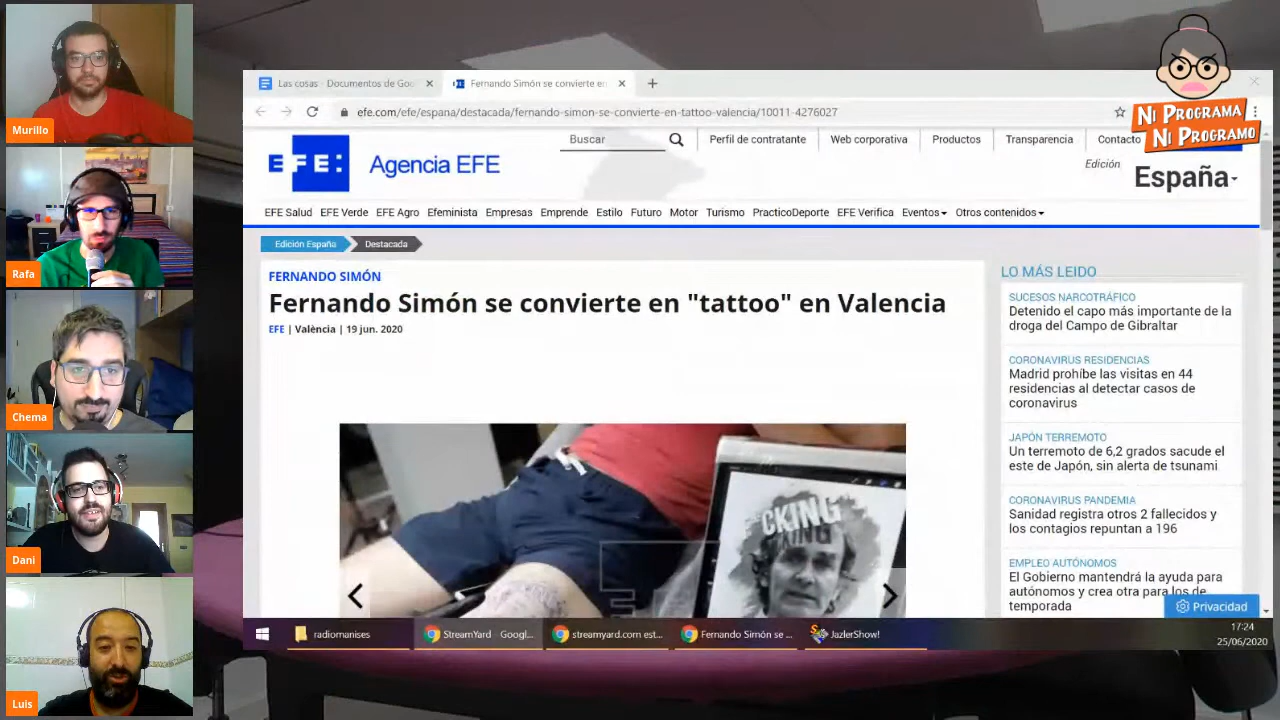 Murillo
Rafa
Chema
Dani
Luis
NI PROGRAMA
NI PROGRAMO
Las cosas - Documentos de Goo
Fernando Simón se convierte en
efe.com/efe/espana/destacada/fernando-simon-se-convierte-en-tattoo-valencia/10011-4276027
Buscar
Perfil de contratante
Web corporativa
Productos
Transparencia
Contacto
EFE:
Agencia EFE
Edición
España
EFE Salud EFE Verde EFE Agro Efeminista Empresas Emprende Estilo Futuro Motor Turismo PracticoDeporte EFE Verifica Eventos Otros contenidos
Edición España
Destacada
FERNANDO SIMÓN
Fernando Simón se convierte en "tattoo" en Valencia
EFE | València | 19 jun. 2020
CKING
LO MÁS LEIDO
SUCESOS NARCOTRÁFICO
Detenido el capo más importante de la
droga del Campo de Gibraltar
CORONAVIRUS RESIDENCIAS
Madrid prohíbe las visitas en 44
residencias al detectar casos de
coronavirus
JAPÓN TERREMOTO
Un terremoto de 6,2 grados sacude el
este de Japón, sin alerta de tsunami
CORONAVIRUS PANDEMIA
Sanidad registra otros 2 fallecidos y
los contagios repuntan a 196
EMPLEO AUTÓNOMOS
El Gobierno mantendrá la ayuda para
autónomos y crea otra para los de
temporada
Privacidad
radiomanises
StreamYard - Googl...
streamyard.com est...
Fernando Simón se ...
JazlerShow!
17:24
25/06/2020